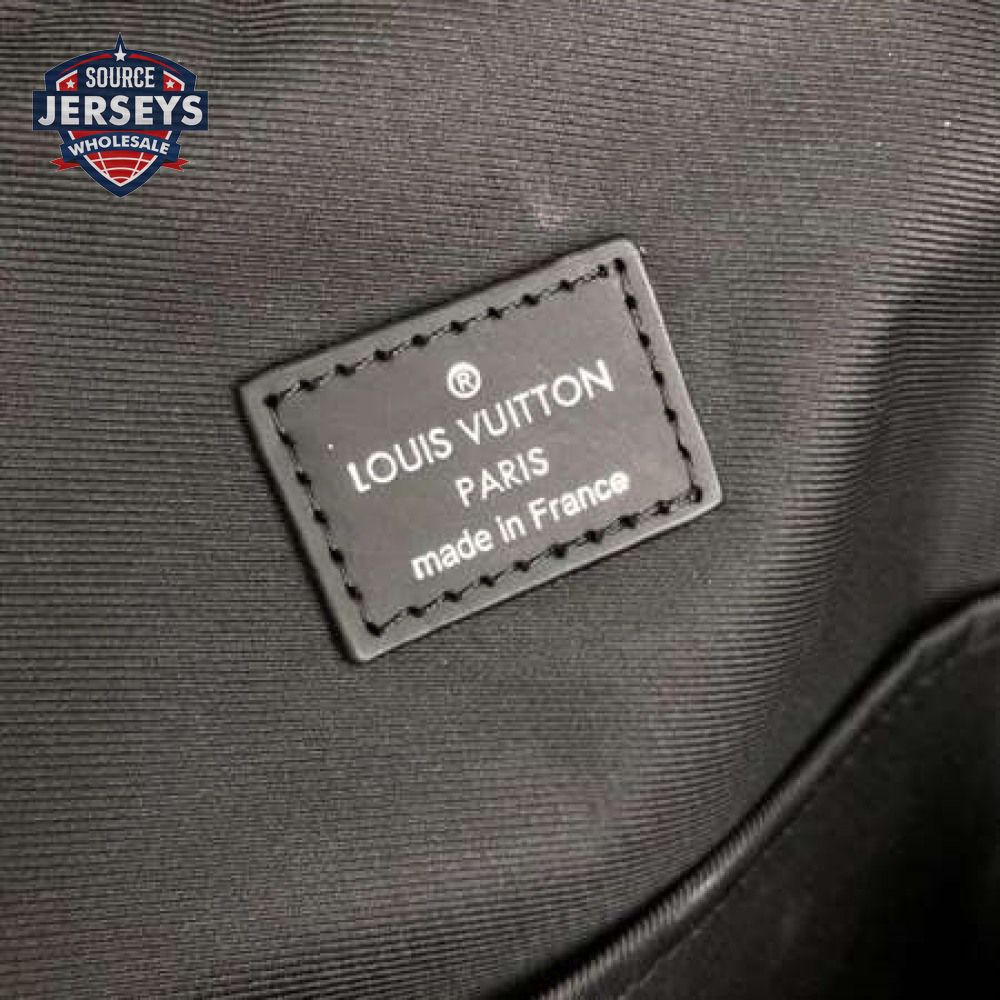 SOURCE
JERSEYS
WHOLESALE
®
LOUIS VUITTON
PARIS
made in France